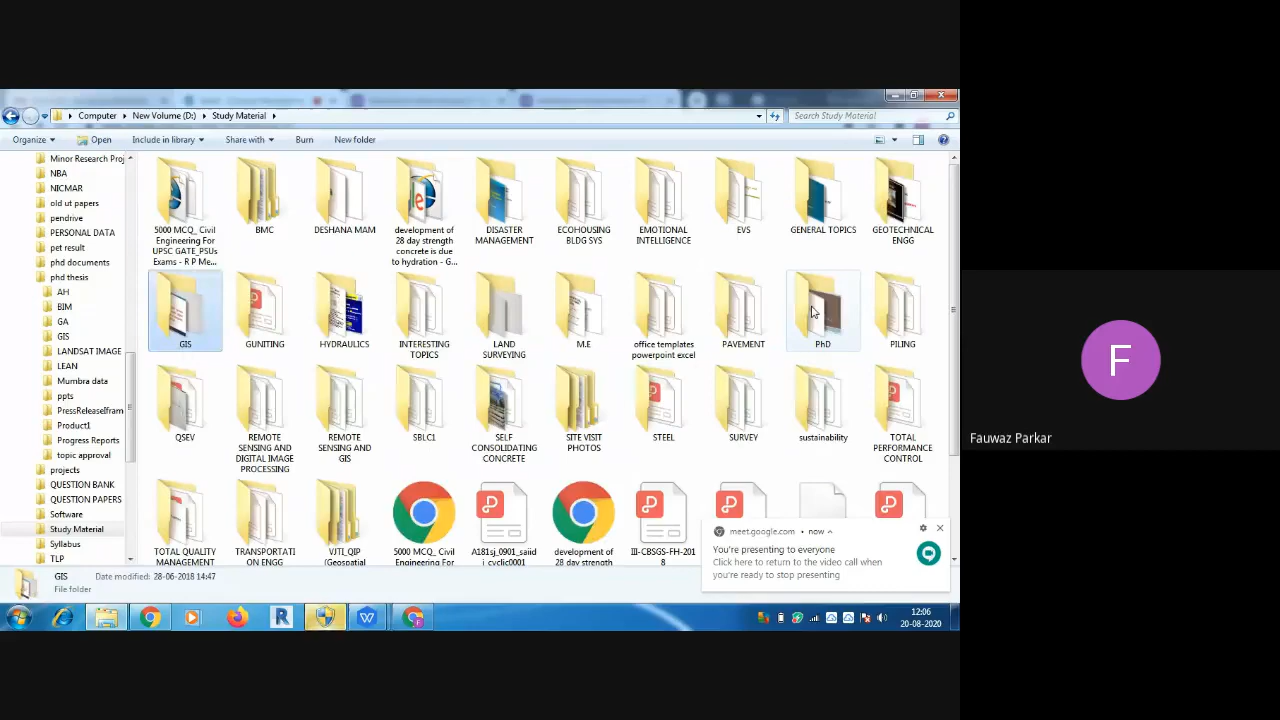 Computer ▸ New Volume (D:) ▸ Study Material ▸
Search Study Material
Organize
Open
Include in library
Share with
Burn
New folder
Minor Research Proj
NBA
NICMAR
old ut papers
pendrive
PERSONAL DATA
pet result
phd documents
phd thesis
AH
BIM
GA
GIS
LANDSAT IMAGE
LEAN
Mumbra data
ppts
PressReleaseIfram
Product1
Progress Reports
topic approval
projects
QUESTION BANK
QUESTION PAPERS
Software
Study Material
Syllabus
TLP
5000 MCQ_ Civil
Engineering For
UPSC GATE_PSUs
Exams - R P Me...
BMC
DESHANA MAM
development of
28 day strength
concrete is due
to hydration - G...
DISASTER
MANAGEMENT
ECOHOUSING
BLDG SYS
EMOTIONAL
INTELLIGENCE
EVS
GENERAL TOPICS
GEOTECHNICAL
ENGG
GIS
GUNITING
HYDRAULICS
INTERESTING
TOPICS
LAND
SURVEYING
M.E
office templates
powerpoint excel
PAVEMENT
PhD
PILING
QSEV
REMOTE
SENSING AND
DIGITAL IMAGE
PROCESSING
REMOTE
SENSING AND
GIS
SBLC1
SELF
CONSOLIDATING
CONCRETE
SITE VISIT
PHOTOS
STEEL
SURVEY
sustainability
TOTAL
PERFORMANCE
CONTROL
TOTAL QUALITY
MANAGEMENT
TRANSPORTATI
ON ENGG
VJTI_QIP
(Geospatial
5000 MCQ_ Civil
Engineering For
A181sj_0901_saiid
i_cyclic0001
development of
28 day strength
III-CBSGS-FH-201
8
meet.google.com • now
You're presenting to everyone
Click here to return to the video call when
you're ready to stop presenting
GIS
Date modified: 28-06-2018 14:47
File folder
12:06
20-08-2020
F
Fauwaz Parkar